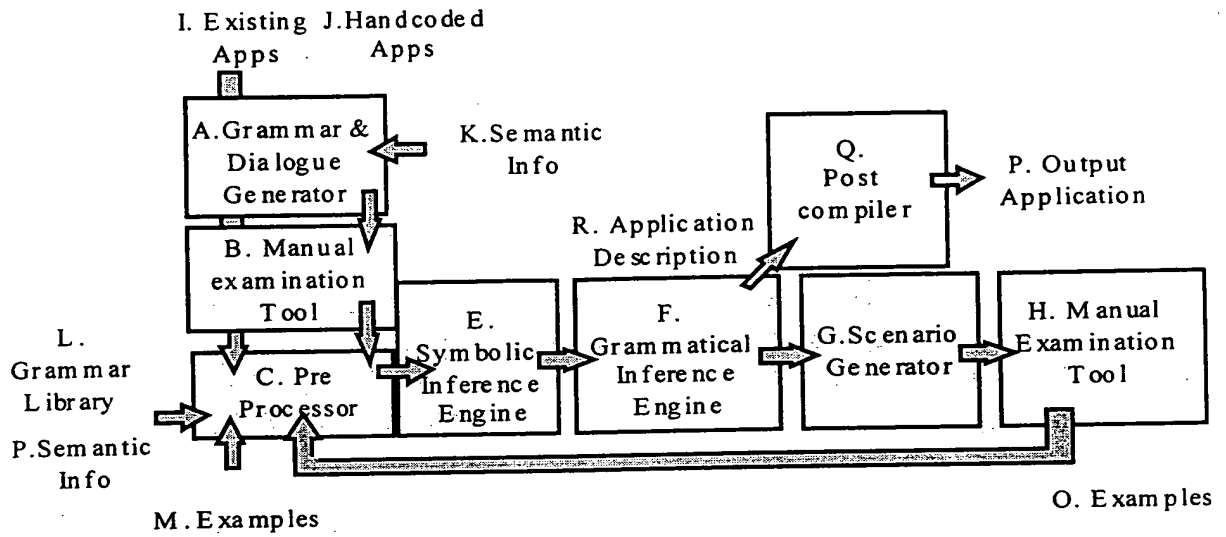 I. Existing J.Handcoded
Apps Apps
A.Grammar &
Dialogue
Generator
K.Semantic
Info
B. Manual
examination
Tool
L.
Grammar
Library
P.Semantic
Info
C. Pre
Processor
M. Examples
E.
Symbolic
Inference
Engine
F.
Grammatical
Inference
Engine
R. Application
Description
Q.
Post
compiler
P. Output
Application
G.Scenario
Generator
H. Manual
Examination
Tool
O. Examples